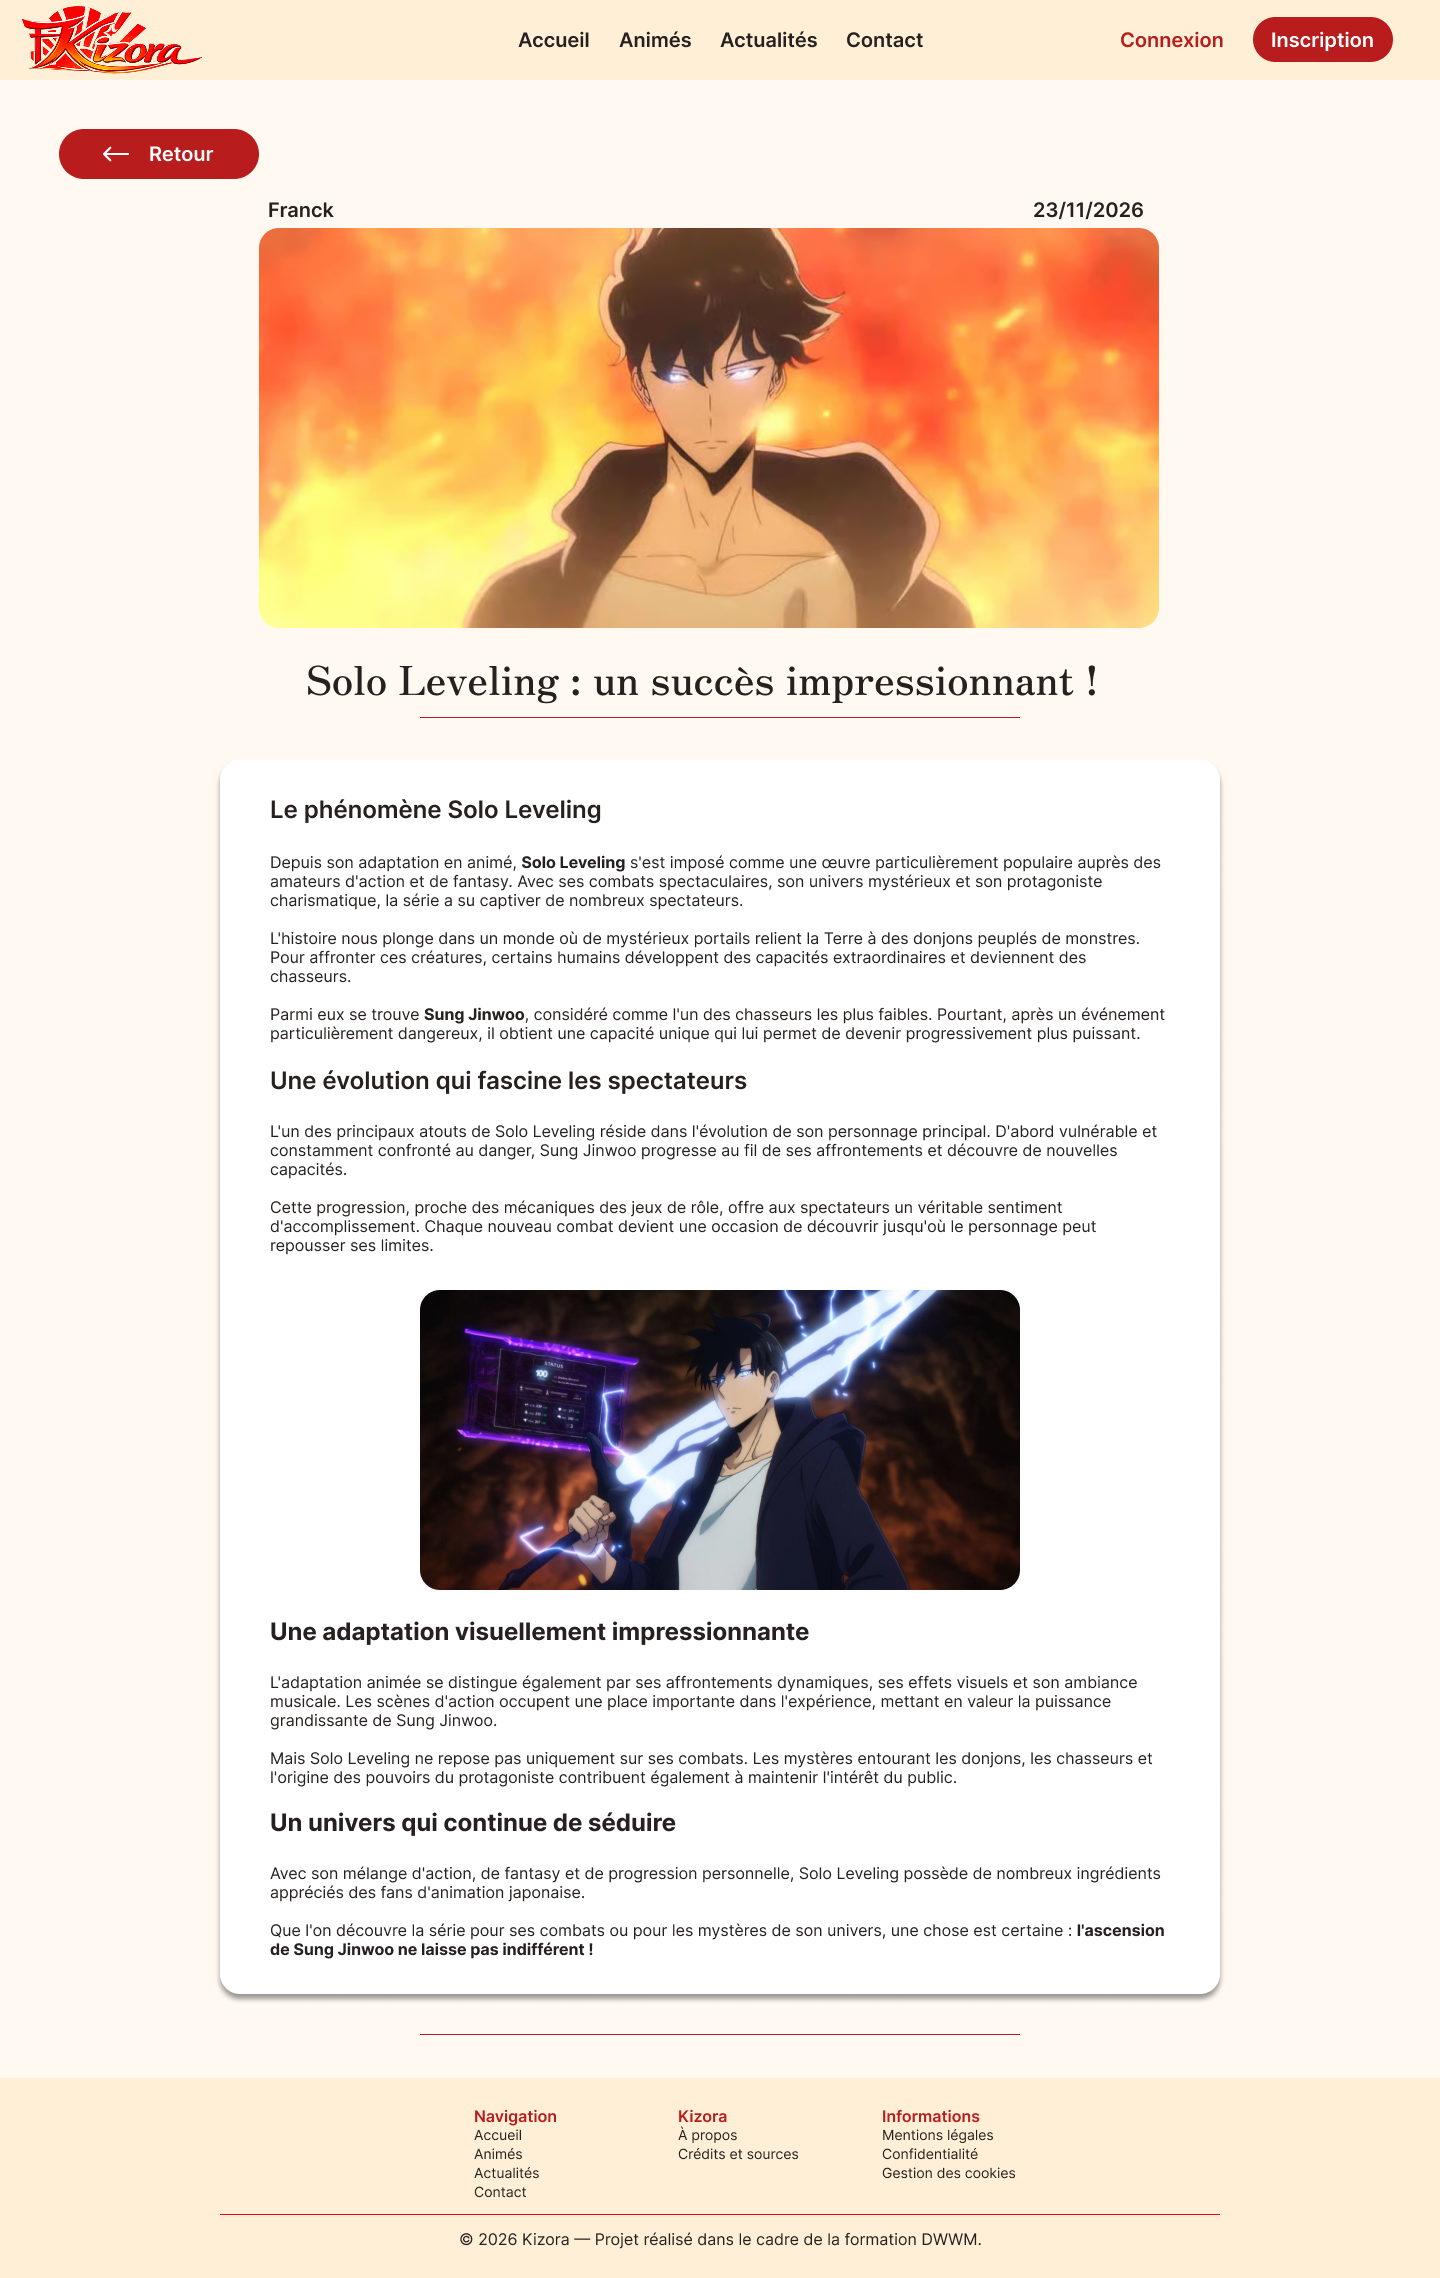 Kizora
Accueil Animés Actualités Contact
Connexion Inscription
Retour
Franck 23/11/2026
Solo Leveling : un succès impressionnant !
Le phénomène Solo Leveling
Depuis son adaptation en animé, Solo Leveling s'est imposé comme une œuvre particulièrement populaire auprès des
amateurs d'action et de fantasy. Avec ses combats spectaculaires, son univers mystérieux et son protagoniste
charismatique, la série a su captiver de nombreux spectateurs.
L'histoire nous plonge dans un monde où de mystérieux portails relient la Terre à des donjons peuplés de monstres.
Pour affronter ces créatures, certains humains développent des capacités extraordinaires et deviennent des
chasseurs.
Parmi eux se trouve Sung Jinwoo, considéré comme l'un des chasseurs les plus faibles. Pourtant, après un événement
particulièrement dangereux, il obtient une capacité unique qui lui permet de devenir progressivement plus puissant.
Une évolution qui fascine les spectateurs
L'un des principaux atouts de Solo Leveling réside dans l'évolution de son personnage principal. D'abord vulnérable et
constamment confronté au danger, Sung Jinwoo progresse au fil de ses affrontements et découvre de nouvelles
capacités.
Cette progression, proche des mécaniques des jeux de rôle, offre aux spectateurs un véritable sentiment
d'accomplissement. Chaque nouveau combat devient une occasion de découvrir jusqu'où le personnage peut
repousser ses limites.
STATUS
100
Une adaptation visuellement impressionnante
L'adaptation animée se distingue également par ses affrontements dynamiques, ses effets visuels et son ambiance
musicale. Les scènes d'action occupent une place importante dans l'expérience, mettant en valeur la puissance
grandissante de Sung Jinwoo.
Mais Solo Leveling ne repose pas uniquement sur ses combats. Les mystères entourant les donjons, les chasseurs et
l'origine des pouvoirs du protagoniste contribuent également à maintenir l'intérêt du public.
Un univers qui continue de séduire
Avec son mélange d'action, de fantasy et de progression personnelle, Solo Leveling possède de nombreux ingrédients
appréciés des fans d'animation japonaise.
Que l'on découvre la série pour ses combats ou pour les mystères de son univers, une chose est certaine : l'ascension
de Sung Jinwoo ne laisse pas indifférent !
Navigation
Accueil
Animés
Actualités
Contact
Kizora
À propos
Crédits et sources
Informations
Mentions légales
Confidentialité
Gestion des cookies
© 2026 Kizora — Projet réalisé dans le cadre de la formation DWWM.